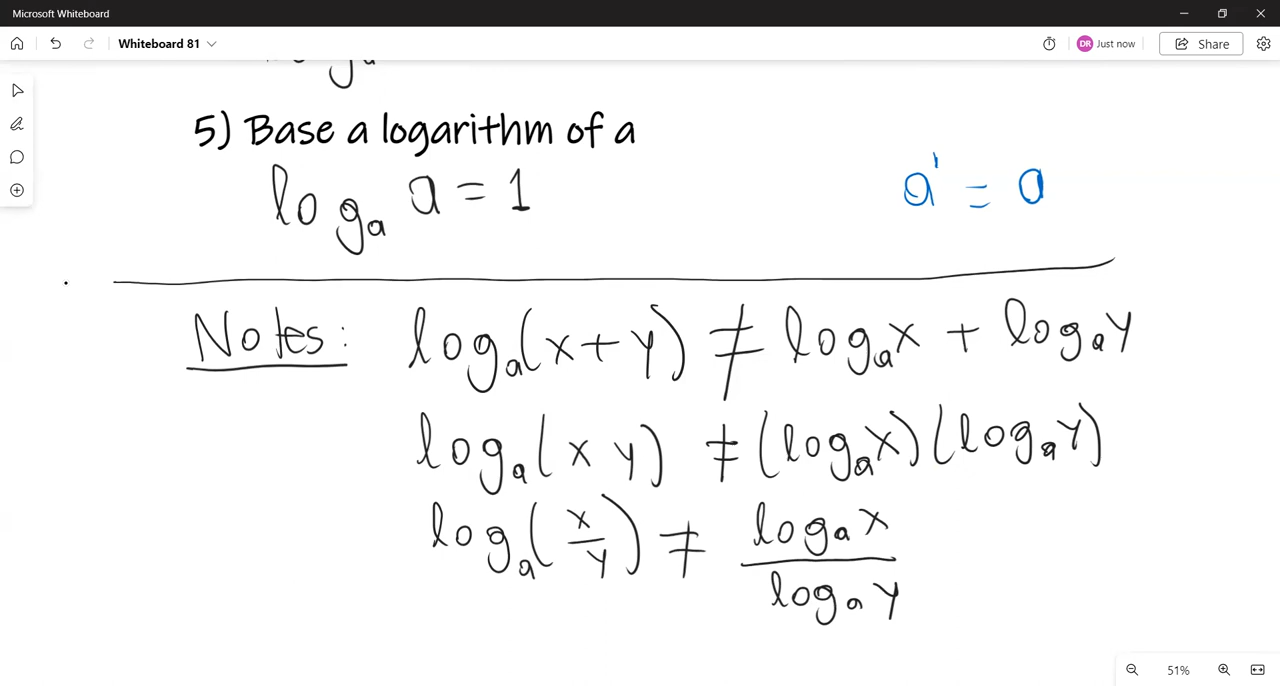 Microsoft Whiteboard
Whiteboard 81
DR Just now
Share
5) Base a logarithm of a
logₐ a = 1
a¹ = a
Notes: logₐ(x+y) ≠ logₐx + logₐy
logₐ(xy) ≠ (logₐx)(logₐy)
logₐ(x/y) ≠ logₐx / logₐy
51%